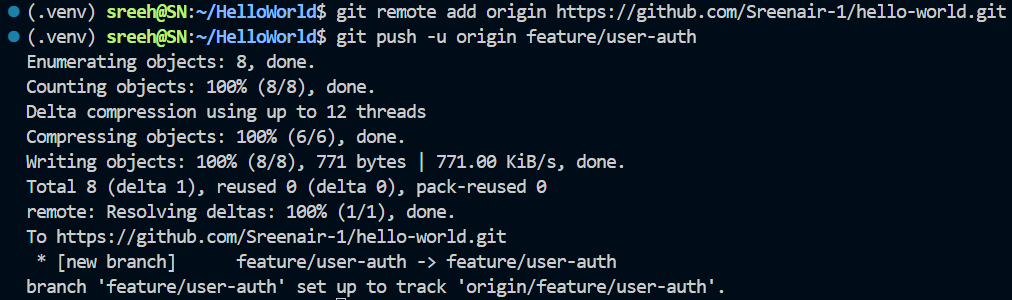 (.venv) sreeh@SN:~/HelloWorld$ git remote add origin https://github.com/Sreenair-1/hello-world.git
(.venv) sreeh@SN:~/HelloWorld$ git push -u origin feature/user-auth
Enumerating objects: 8, done.
Counting objects: 100% (8/8), done.
Delta compression using up to 12 threads
Compressing objects: 100% (6/6), done.
Writing objects: 100% (8/8), 771 bytes | 771.00 KiB/s, done.
Total 8 (delta 1), reused 0 (delta 0), pack-reused 0
remote: Resolving deltas: 100% (1/1), done.
To https://github.com/Sreenair-1/hello-world.git
 * [new branch]      feature/user-auth -> feature/user-auth
branch 'feature/user-auth' set up to track 'origin/feature/user-auth'.